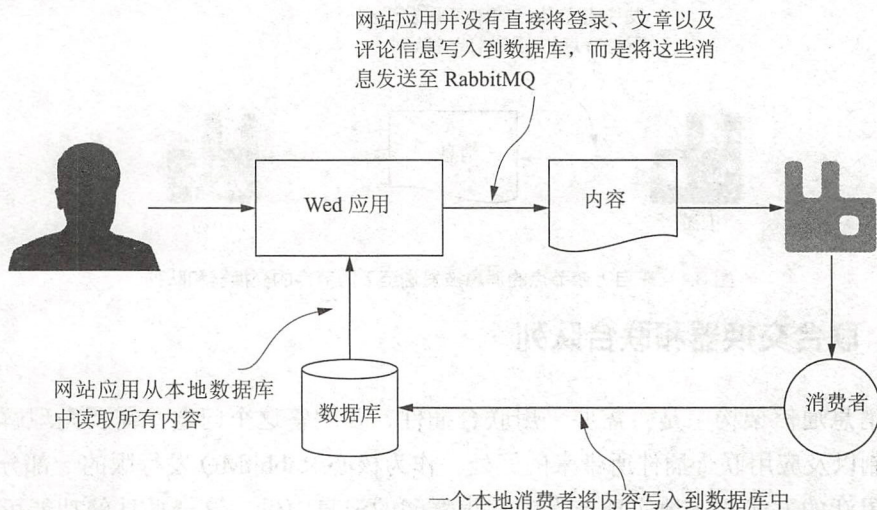 网站应用并没有直接将登录、文章以及
评论信息写入到数据库，而是将这些消
息发送至 RabbitMQ
Wed 应用
内容
网站应用从本地数据库
中读取所有内容
数据库
消费者
一个本地消费者将内容写入到数据库中